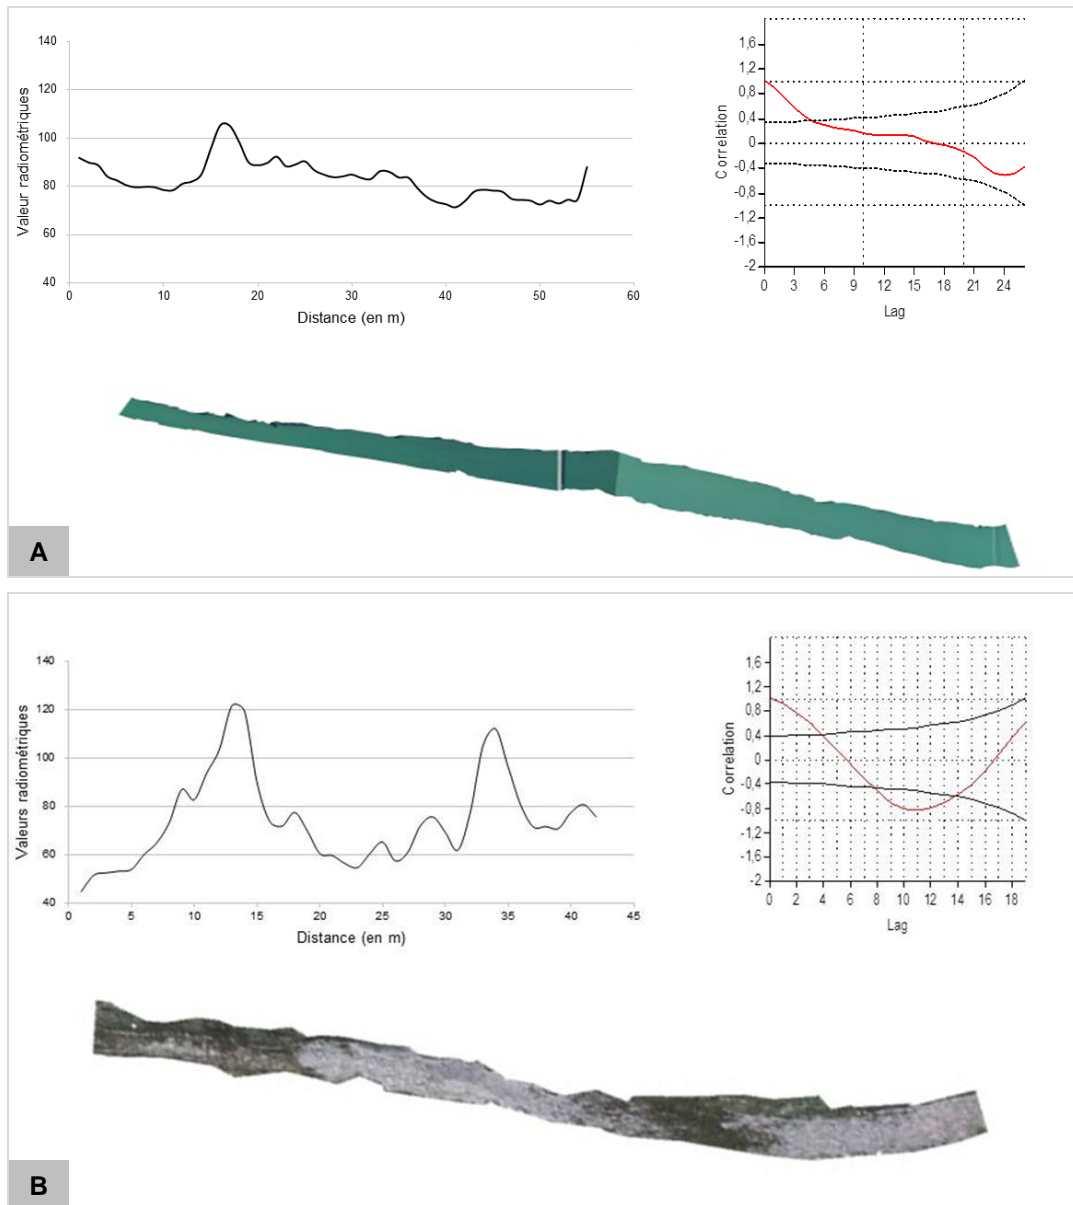 Valeur radiométriques
140
120
100
80
60
40
0 10 20 30 40 50 60
Distance (en m)
Correlation
1,6
1,2
0,8
0,4
0
-0,4
-0,8
-1,2
-1,6
-2
0 3 6 9 12 15 18 21 24
Lag
A
Valeurs radiométriques
140
120
100
80
60
40
0 5 10 15 20 25 30 35 40 45
Distance (en m)
Correlation
1,6
1,2
0,8
0,4
0
-0,4
-0,8
-1,2
-1,6
-2
0 2 4 6 8 10 12 14 16 18
Lag
B